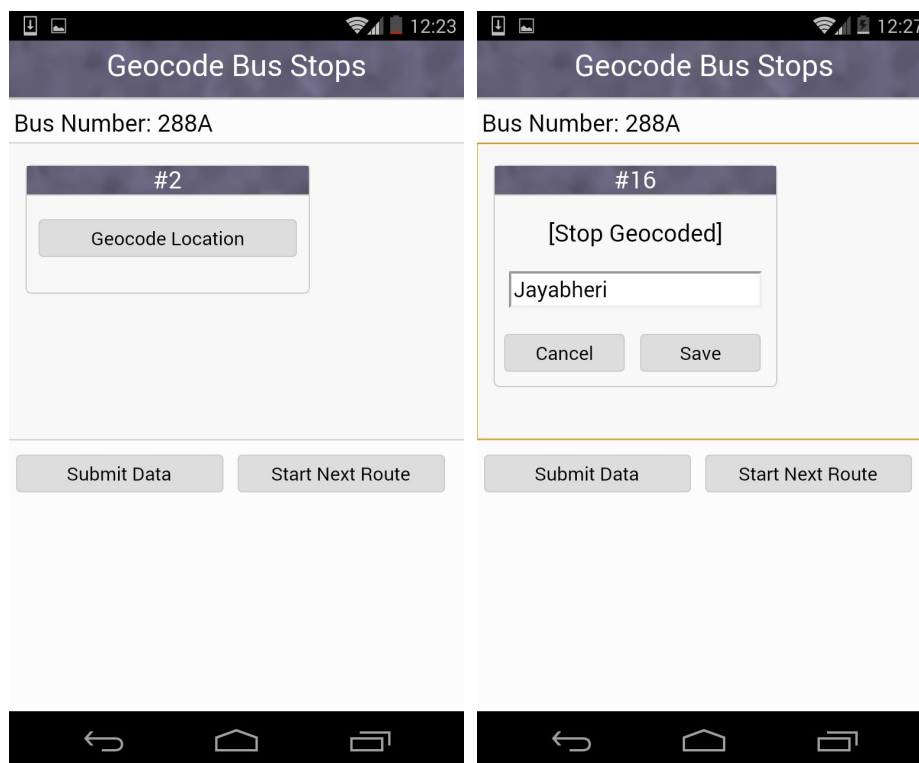 12:23
Geocode Bus Stops
Bus Number: 288A
#2
Geocode Location
Submit Data
Start Next Route
12:27
Geocode Bus Stops
Bus Number: 288A
#16
[Stop Geocoded]
Jayabheri
Cancel
Save
Submit Data
Start Next Route